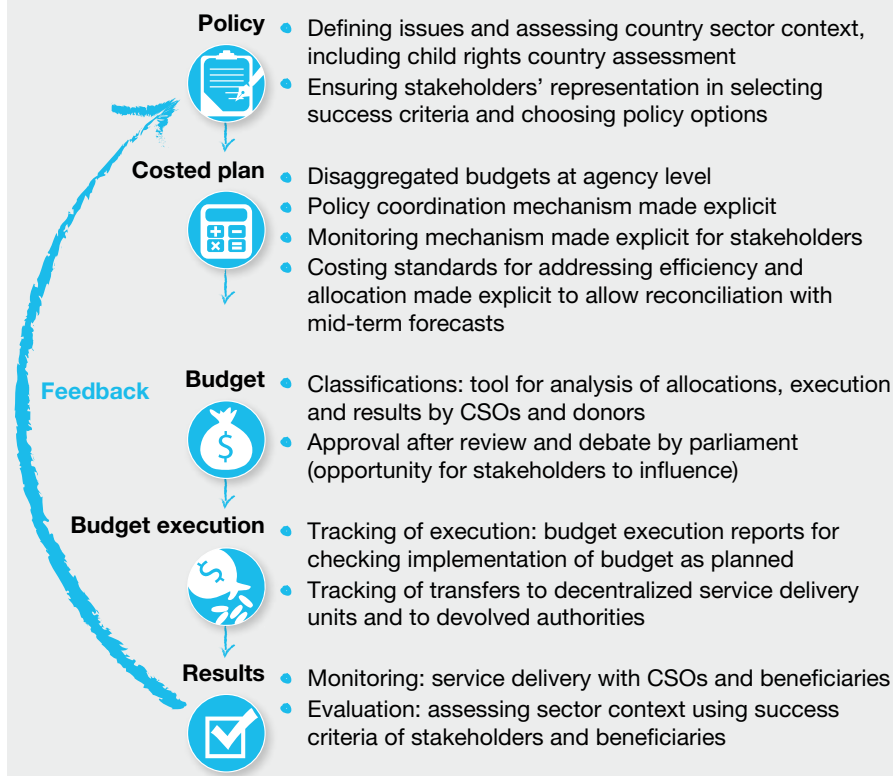 Policy
Defining issues and assessing country sector context,
including child rights country assessment
Ensuring stakeholders’ representation in selecting
success criteria and choosing policy options
Costed plan
Disaggregated budgets at agency level
Policy coordination mechanism made explicit
Monitoring mechanism made explicit for stakeholders
Costing standards for addressing efficiency and
allocation made explicit to allow reconciliation with
mid-term forecasts
Feedback
Budget
$
Classifications: tool for analysis of allocations, execution
and results by CSOs and donors
Approval after review and debate by parliament
(opportunity for stakeholders to influence)
Budget execution
$
Tracking of execution: budget execution reports for
checking implementation of budget as planned
Tracking of transfers to decentralized service delivery
units and to devolved authorities
Results
Monitoring: service delivery with CSOs and beneficiaries
Evaluation: assessing sector context using success
criteria of stakeholders and beneficiaries